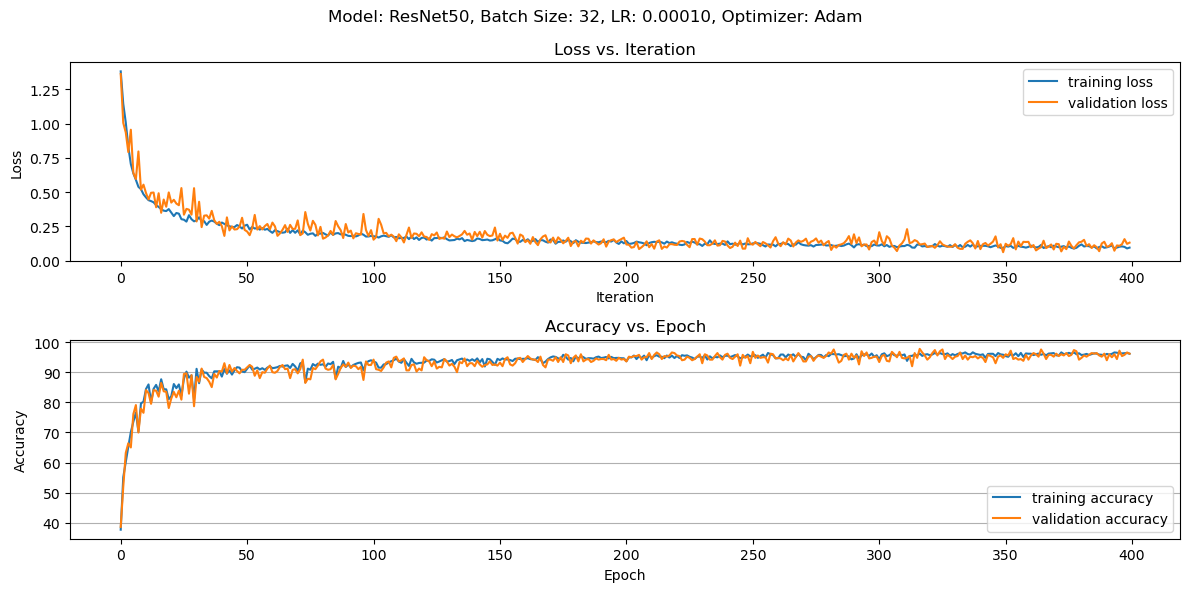 Model: ResNet50, Batch Size: 32, LR: 0.00010, Optimizer: Adam
Loss vs. Iteration
1.25
1.00
0.75
0.50
0.25
0.00
Loss
training loss
validation loss
0 50 100 150 200 250 300 350 400
Iteration
Accuracy vs. Epoch
100
90
80
70
60
50
40
Accuracy
training accuracy
validation accuracy
0 50 100 150 200 250 300 350 400
Epoch